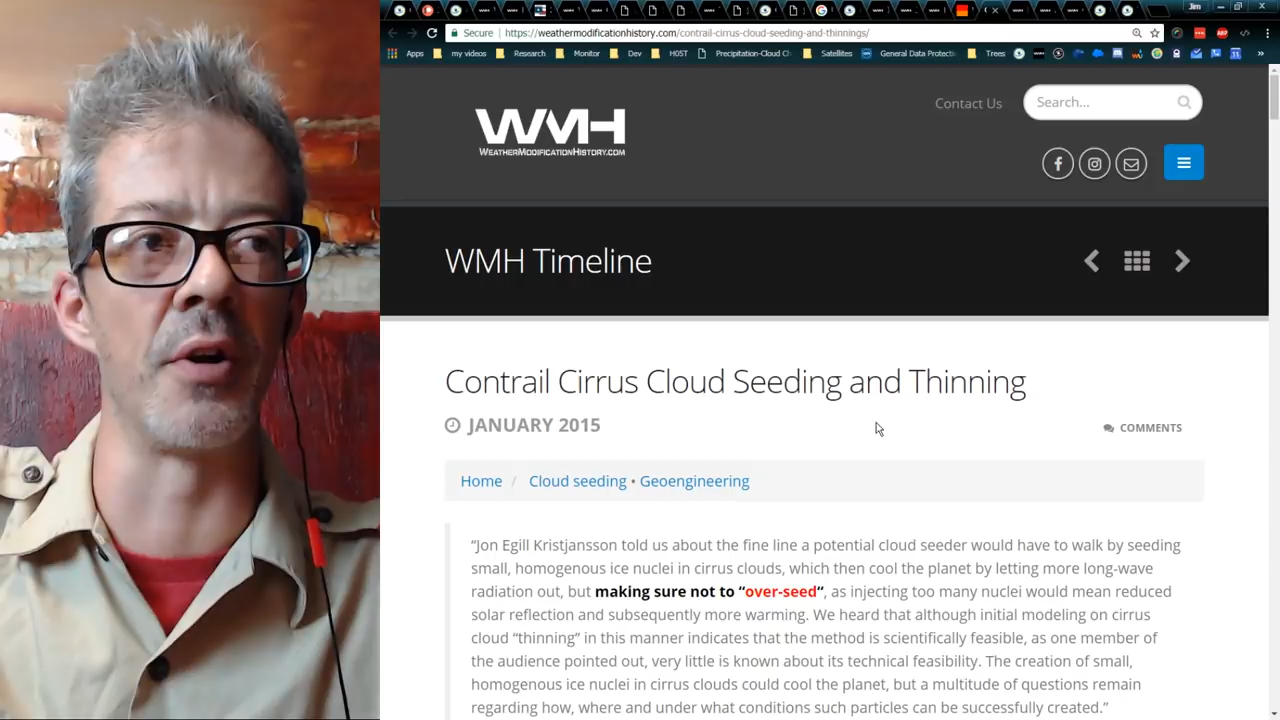 Jim
Secure
https://weathermodificationhistory.com/contrail-cirrus-cloud-seeding-and-thinnings/
Apps my videos Research Monitor Dev H0ST Precipitation-Cloud Ch Satellites General Data Protecti Trees
Contact Us
Search...
WMH
WEATHERMODIFICATIONHISTORY.COM
WMH Timeline
Contrail Cirrus Cloud Seeding and Thinning
JANUARY 2015
COMMENTS
Home / Cloud seeding • Geoengineering
“Jon Egill Kristjansson told us about the fine line a potential cloud seeder would have to walk by seeding
small, homogenous ice nuclei in cirrus clouds, which then cool the planet by letting more long-wave
radiation out, but making sure not to “over-seed“, as injecting too many nuclei would mean reduced
solar reflection and subsequently more warming. We heard that although initial modeling on cirrus
cloud “thinning” in this manner indicates that the method is scientifically feasible, as one member of
the audience pointed out, very little is known about its technical feasibility. The creation of small,
homogenous ice nuclei in cirrus clouds could cool the planet, but a multitude of questions remain
regarding how, where and under what conditions such particles can be successfully created.”